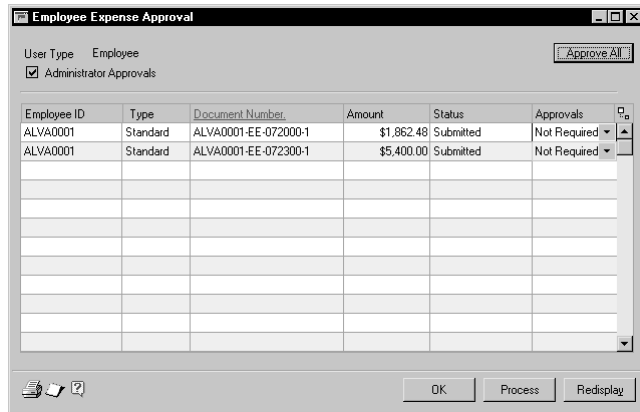 Employee Expense Approval
User Type Employee
Approve All
Administrator Approvals
Employee ID Type Document Number. Amount Status Approvals
ALVA0001 Standard ALVA0001-EE-072000-1 $1,862.48 Submitted Not Required
ALVA0001 Standard ALVA0001-EE-072300-1 $5,400.00 Submitted Not Required
OK Process Redisplay